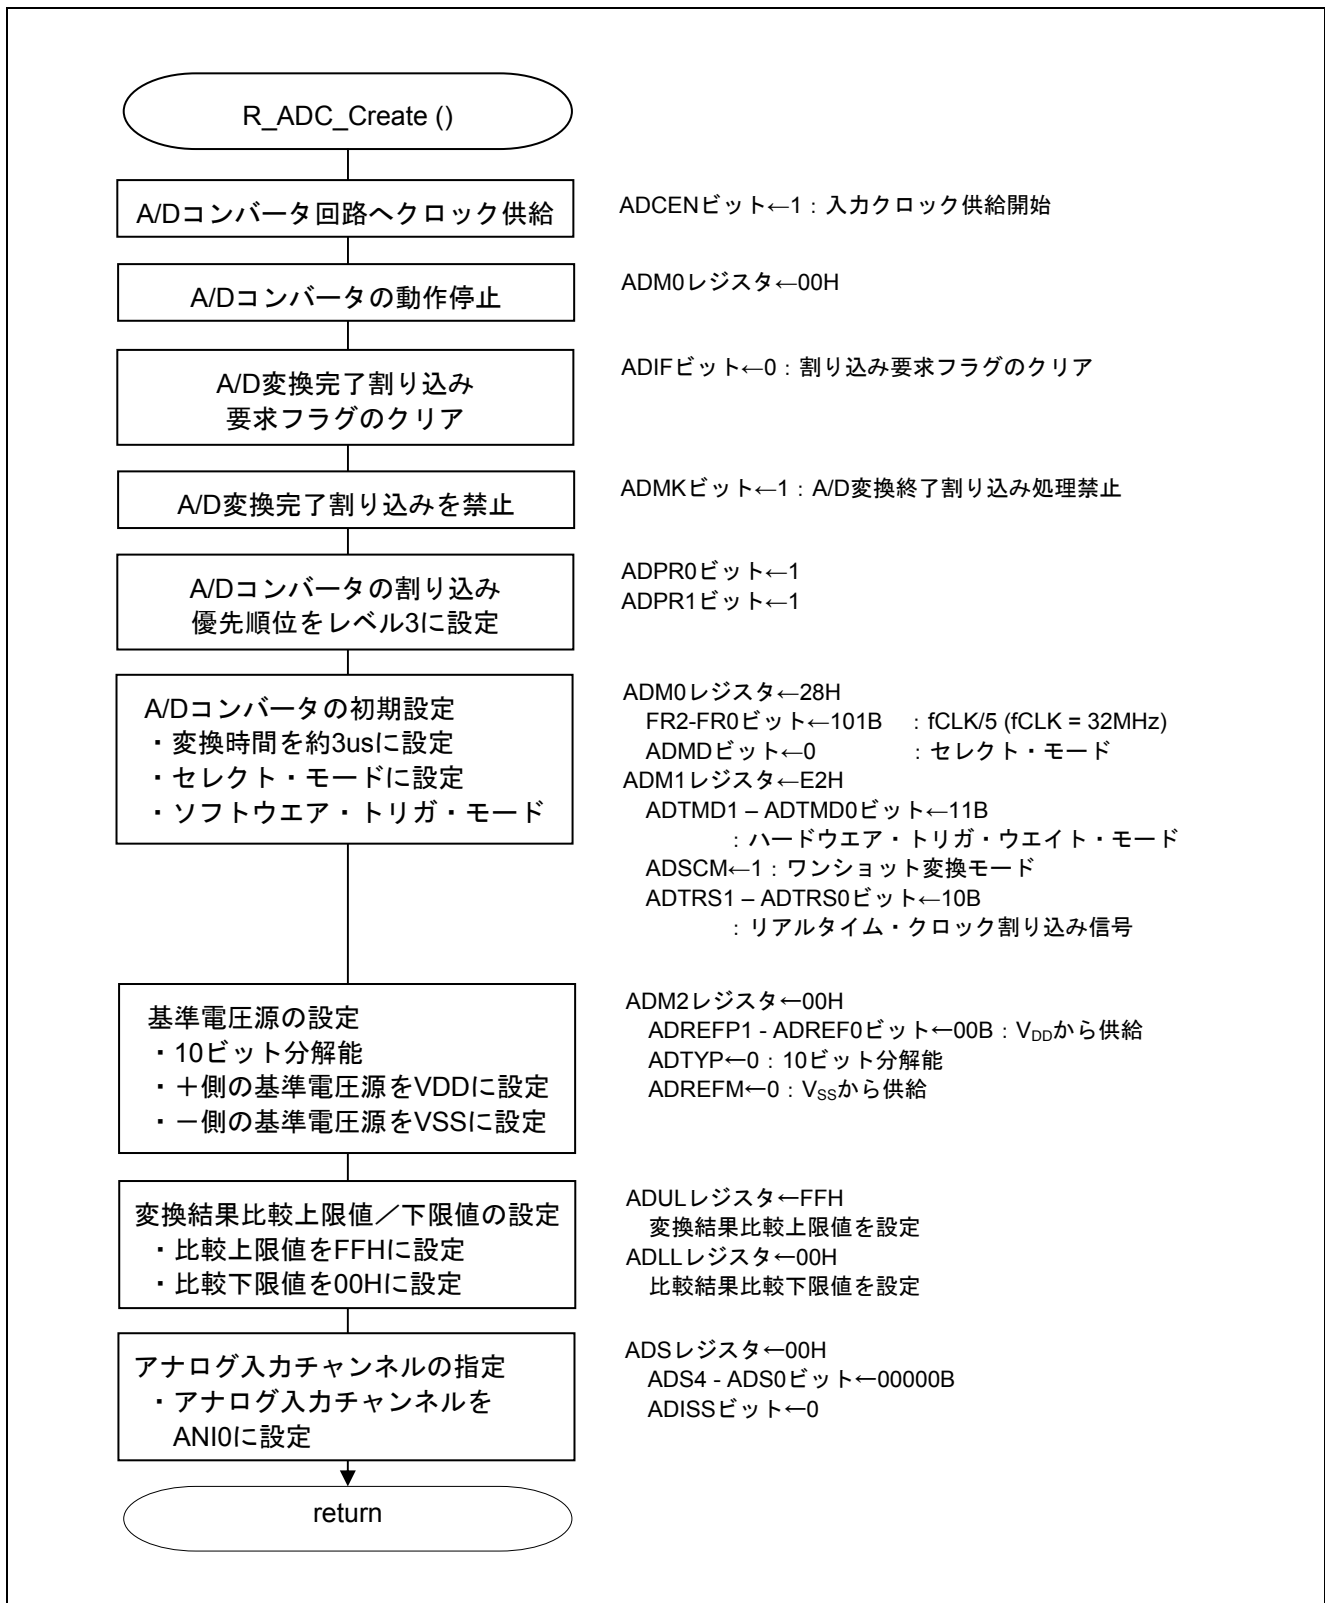 R_ADC_Create ()
A/Dコンバータ回路へクロック供給
ADCENビット←1：入力クロック供給開始
A/Dコンバータの動作停止
ADM0レジスタ←00H
A/D変換完了割り込み
要求フラグのクリア
ADIFビット←0：割り込み要求フラグのクリア
A/D変換完了割り込みを禁止
ADMKビット←1：A/D変換終了割り込み処理禁止
A/Dコンバータの割り込み
優先順位をレベル3に設定
ADPR0ビット←1
ADPR1ビット←1
A/Dコンバータの初期設定
・変換時間を約3usに設定
・セレクト・モードに設定
・ソフトウエア・トリガ・モード
ADM0レジスタ←28H
FR2-FR0ビット←101B ：fCLK/5 (fCLK = 32MHz)
ADMDビット←0 ：セレクト・モード
ADM1レジスタ←E2H
ADTMD1 – ADTMD0ビット←11B
：ハードウエア・トリガ・ウエイト・モード
ADSCM←1：ワンショット変換モード
ADTRS1 – ADTRS0ビット←10B
：リアルタイム・クロック割り込み信号
基準電圧源の設定
・10ビット分解能
・＋側の基準電圧源をVDDに設定
・－側の基準電圧源をVSSに設定
ADM2レジスタ←00H
ADREFP1 - ADREF0ビット←00B：VDDから供給
ADTYP←0：10ビット分解能
ADREFM←0：VSSから供給
変換結果比較上限値／下限値の設定
・比較上限値をFFHに設定
・比較下限値を00Hに設定
ADULレジスタ←FFH
変換結果比較上限値を設定
ADLLレジスタ←00H
比較結果比較下限値を設定
アナログ入力チャンネルの指定
・アナログ入力チャンネルを
ANI0に設定
ADSレジスタ←00H
ADS4 - ADS0ビット←00000B
ADISSビット←0
return